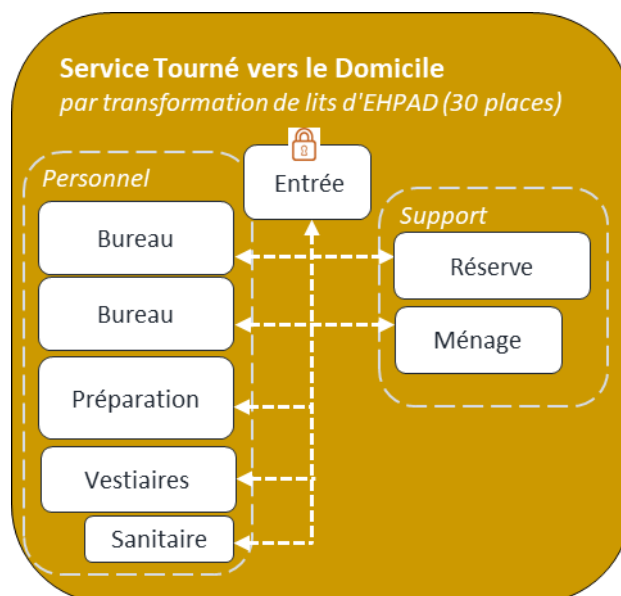 Service Tourné vers le Domicile
par transformation de lits d'EHPAD (30 places)
Entrée
Personnel
Bureau
Bureau
Préparation
Vestiaires
Sanitaire
Support
Réserve
Ménage